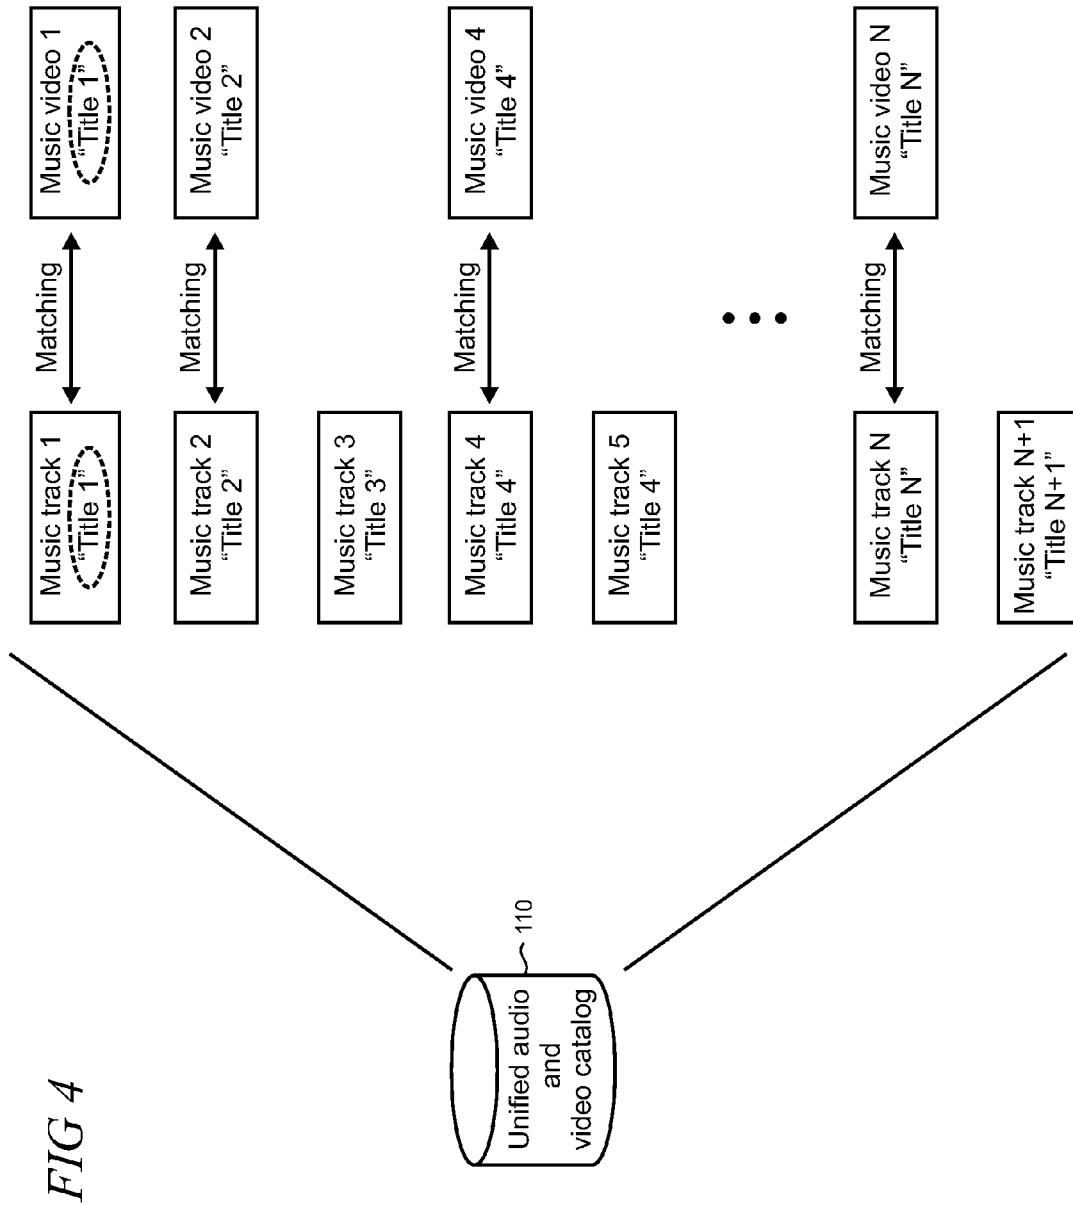 FIG 4
Unified audio
and
video catalog
110
Music track 1
“Title 1”
Matching
Music video 1
“Title 1”
Music track 2
“Title 2”
Matching
Music video 2
“Title 2”
Music track 3
“Title 3”
Music track 4
“Title 4”
Matching
Music video 4
“Title 4”
Music track 5
“Title 4”
Music track N
“Title N”
Matching
Music video N
“Title N”
Music track N+1
“Title N+1”